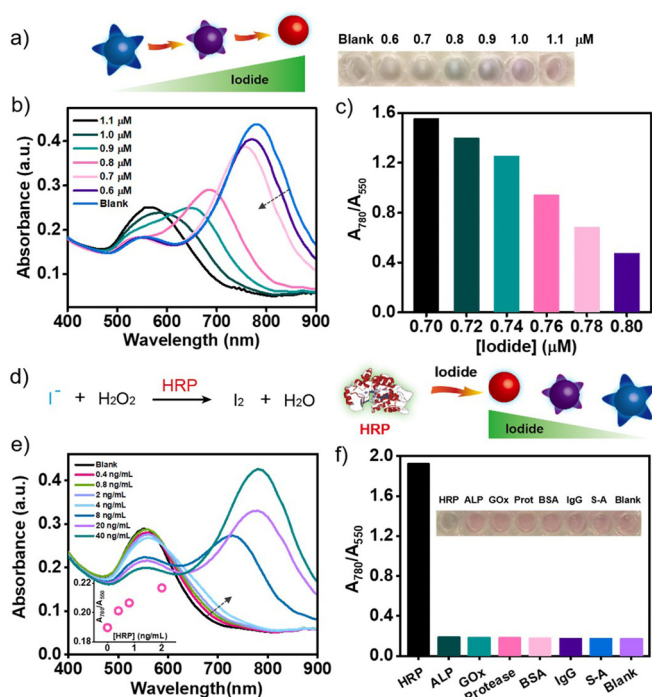 a)
Iodide
Blank 0.6 0.7 0.8 0.9 1.0 1.1 μM
b)
Absorbance (a.u.)
0.4
0.3
0.2
0.1
1.1 μM
1.0 μM
0.9 μM
0.8 μM
0.7 μM
0.6 μM
Blank
400 500 600 700 800 900
Wavelength (nm)
c)
A780/A550
1.6
1.2
0.8
0.4
0.0
0.70 0.72 0.74 0.76 0.78 0.80
[Iodide] (μM)
d)
I⁻ + H2O2 HRP I2 + H2O
HRP
Iodide
Iodide
e)
Absorbance (a.u.)
0.4
0.3
0.2
0.1
0.0
Blank
0.4 ng/mL
0.8 ng/mL
2 ng/mL
4 ng/mL
8 ng/mL
20 ng/mL
40 ng/mL
A780/A550
0.22
0.20
0.18
0 1 2
[HRP] (ng/mL)
400 500 600 700 800 900
Wavelength (nm)
f)
A780/A550
2.0
1.6
1.2
0.8
0.4
0.0
HRP ALP GOx Prot BSA IgG S-A Blank
HRP ALP GOx Protease BSA IgG S-A Blank